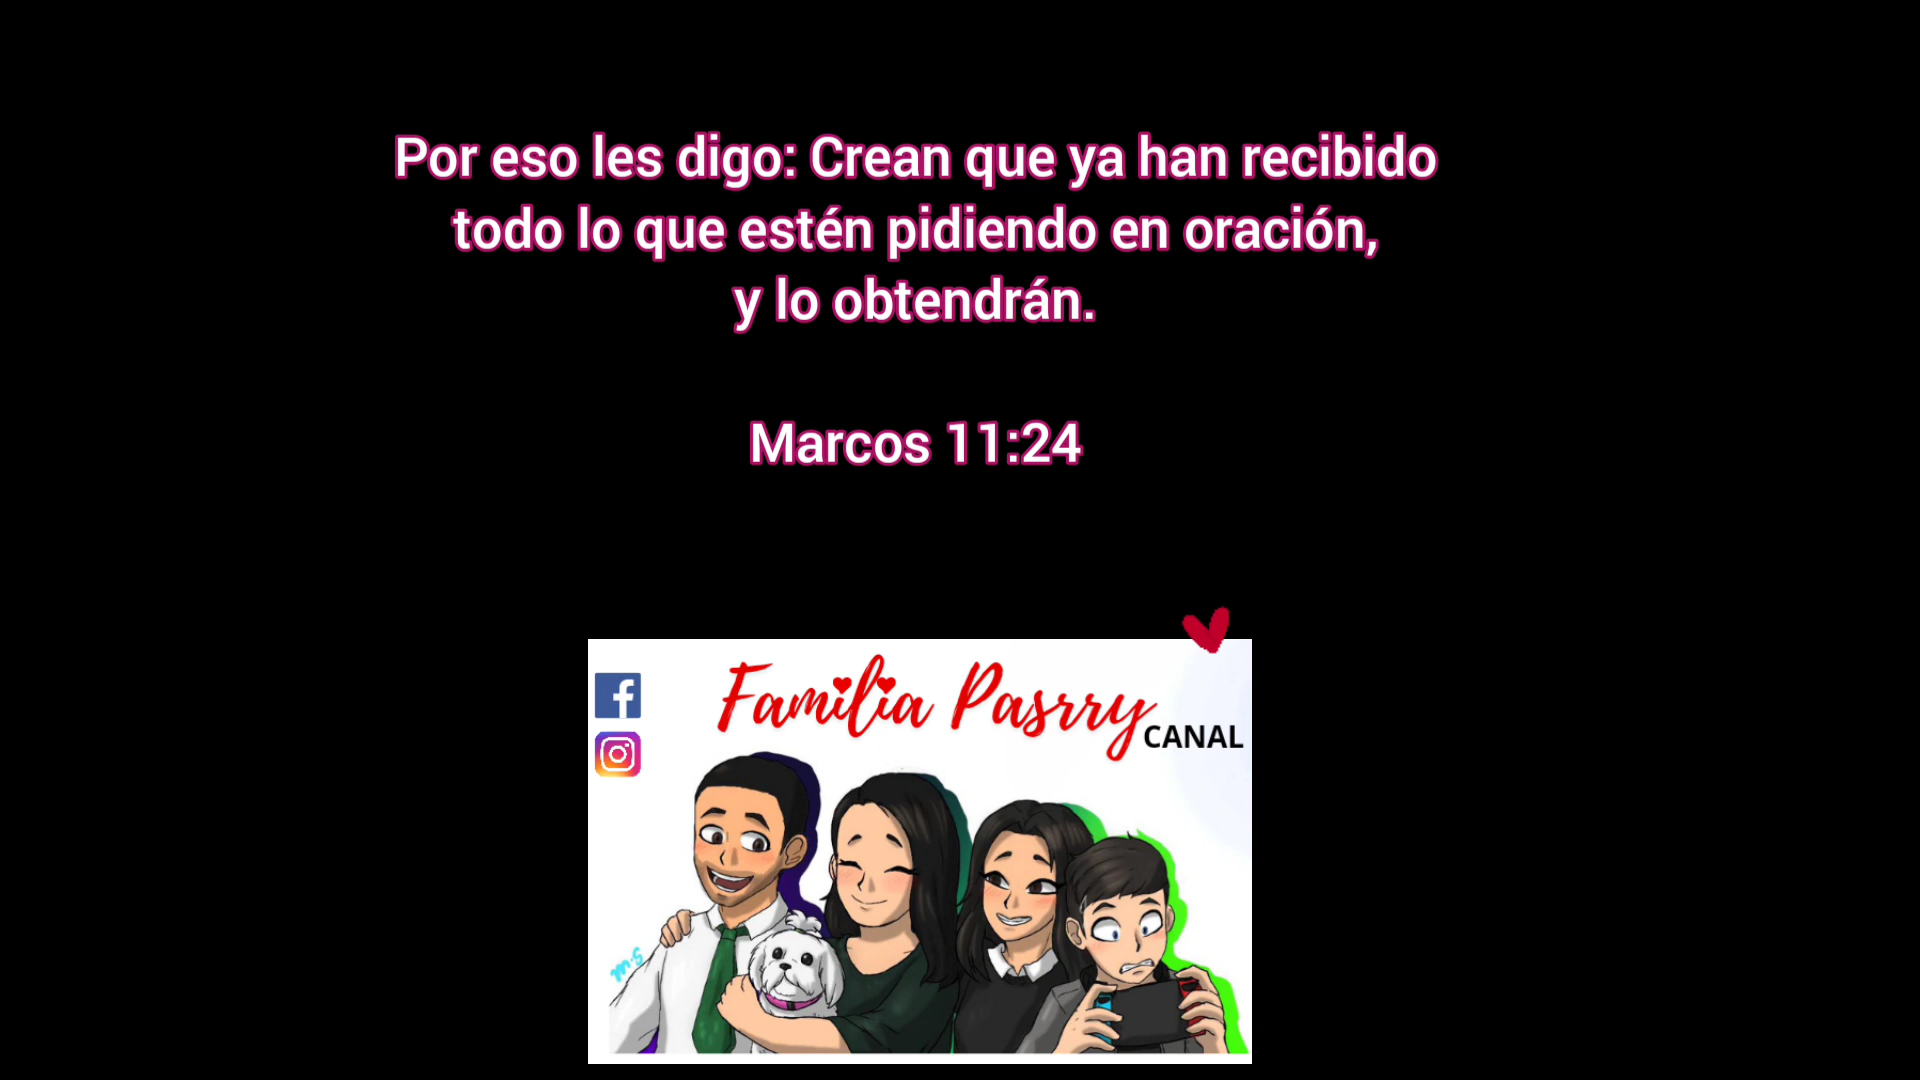 Por eso les digo: Crean que ya han recibido
todo lo que estén pidiendo en oración,
y lo obtendrán.
Marcos 11:24
Familia Pasrry
CANAL
M.S